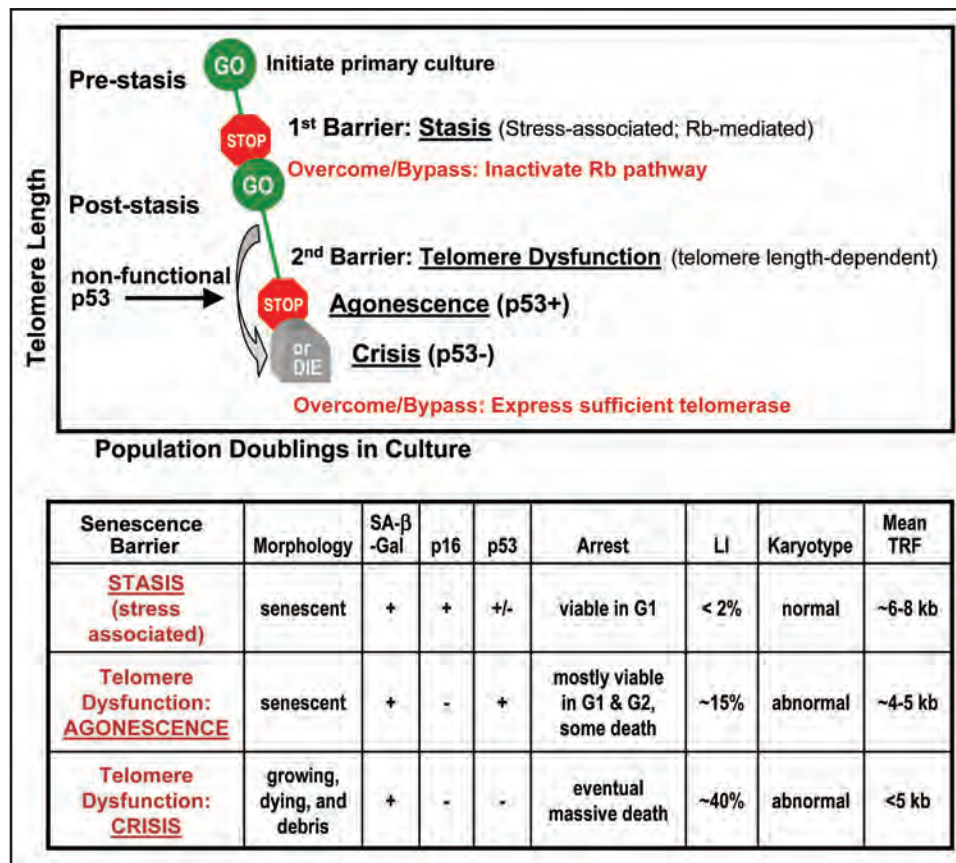 GO
Initiate primary culture
Pre-stasis
STOP
1st Barrier: Stasis (Stress-associated; Rb-mediated)
Overcome/Bypass: Inactivate Rb pathway
GO
Post-stasis
2nd Barrier: Telomere Dysfunction (telomere length-dependent)
non-functional
p53
STOP
Agonescence (p53+)
or
DIE
Crisis (p53-)
Overcome/Bypass: Express sufficient telomerase
Telomere Length
Population Doublings in Culture
Senescence
Barrier
Morphology
SA-β
-Gal
p16
p53
Arrest
LI
Karyotype
Mean
TRF
STASIS
(stress
associated)
senescent
+
+
+/-
viable in G1
< 2%
normal
~6-8 kb
Telomere
Dysfunction:
AGONESCENCE
senescent
+
-
+
mostly viable
in G1 & G2,
some death
~15%
abnormal
~4-5 kb
Telomere
Dysfunction:
CRISIS
growing,
dying, and
debris
+
-
-
eventual
massive death
~40%
abnormal
<5 kb